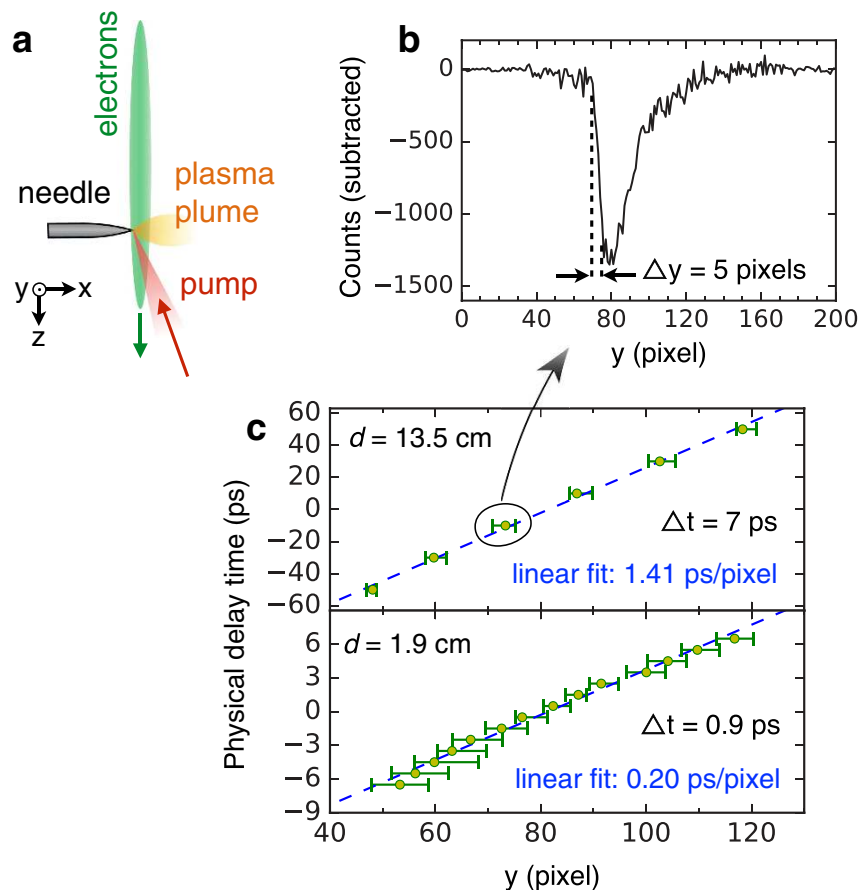 a
electrons
plasma
plume
needle
pump
y
x
z
b
Counts (subtracted)
0
−500
−1000
−1500
△y = 5 pixels
0 40 80 120 160 200
y (pixel)
c
Physical delay time (ps)
60
40
20
0
−20
−40
−60
d = 13.5 cm
△t = 7 ps
linear fit: 1.41 ps/pixel
6
3
0
−3
−6
−9
d = 1.9 cm
△t = 0.9 ps
linear fit: 0.20 ps/pixel
40 60 80 100 120
y (pixel)